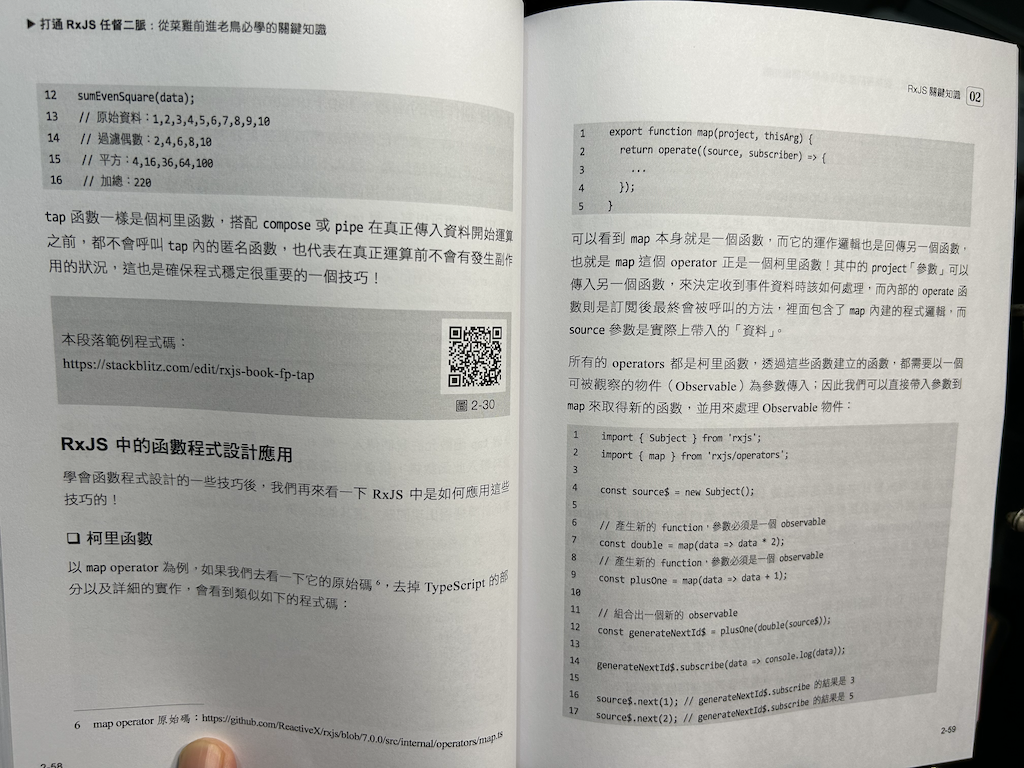 ▶ 打通 RxJS 任督二脈：從菜雞前進老鳥必學的關鍵知識
12 sumEvenSquare(data);
13 // 原始資料：1,2,3,4,5,6,7,8,9,10
14 // 過濾偶數：2,4,6,8,10
15 // 平方：4,16,36,64,100
16 // 加總：220
tap 函數一樣是個柯里函數，搭配 compose 或 pipe 在真正傳入資料開始運算
之前，都不會呼叫 tap 內的匿名函數，也代表在真正運算前不會有發生副作
用的狀況，這也是確保程式穩定很重要的一個技巧！
本段落範例程式碼：
https://stackblitz.com/edit/rxjs-book-fp-tap
圖 2-30
RxJS 中的函數程式設計應用
學會函數程式設計的一些技巧後，我們再來看一下 RxJS 中是如何應用這些
技巧的！
❏ 柯里函數
以 map operator 為例，如果我們去看一下它的原始碼 6，去掉 TypeScript 的部
分以及詳細的實作，會看到類似如下的程式碼：
6 map operator 原始碼：https://github.com/ReactiveX/rxjs/blob/7.0.0/src/internal/operators/map.ts
2-58
RxJS 關鍵知識 02
1 export function map(project, thisArg) {
2 return operate((source, subscriber) => {
3 ...
4 });
5 }
可以看到 map 本身就是一個函數，而它的運作邏輯也是回傳另一個函數，
也就是 map 這個 operator 正是一個柯里函數！其中的 project「參數」可以
傳入另一個函數，來決定收到事件資料時該如何處理，而內部的 operate 函
數則是訂閱後最終會被呼叫的方法，裡面包含了 map 內建的程式邏輯，而
source 參數是實際上帶入的「資料」。
所有的 operators 都是柯里函數，透過這些函數建立的函數，都需要以一個
可被觀察的物件（Observable）為參數傳入；因此我們可以直接帶入參數到
map 來取得新的函數，並用來處理 Observable 物件：
1 import { Subject } from 'rxjs';
2 import { map } from 'rxjs/operators';
3
4 const source$ = new Subject();
5
6 // 產生新的 function，參數必須是一個 observable
7 const double = map(data => data * 2);
8 // 產生新的 function，參數必須是一個 observable
9 const plusOne = map(data => data + 1);
10
11 // 組合出一個新的 observable
12 const generateNextId$ = plusOne(double(source$));
13
14 generateNextId$.subscribe(data => console.log(data));
15
16 source$.next(1); // generateNextId$.subscribe 的結果是 3
17 source$.next(2); // generateNextId$.subscribe 的結果是 5
2-59